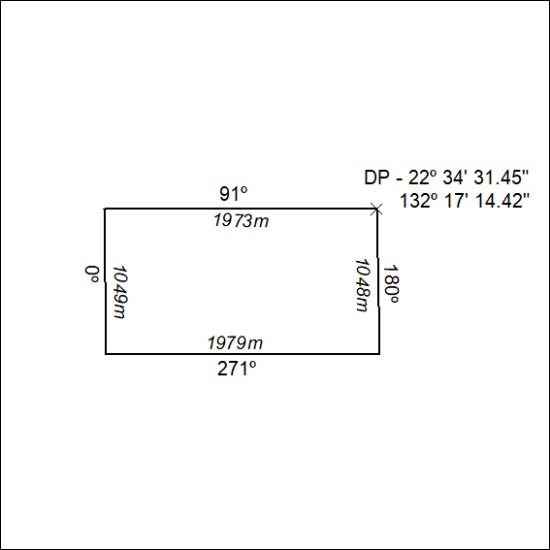 DP - 22º 34' 31.45"
132º 17' 14.42"
91º
1973m
0º
1049m
1048m
180º
1979m
271º